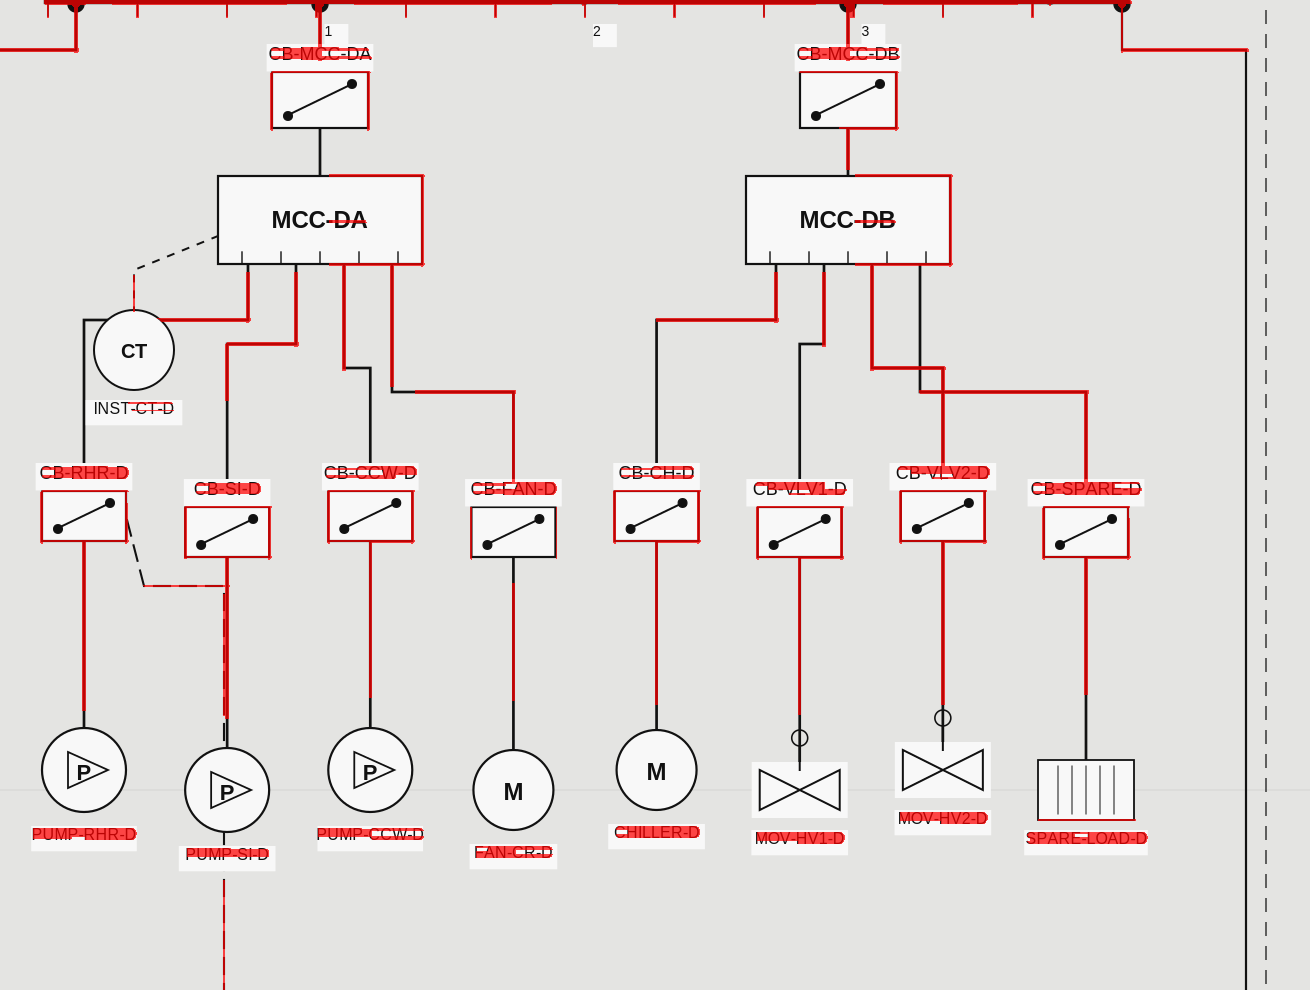 1
2
3
CB-MCC-DA
CB-MCC-DB
MCC-DA
MCC-DB
CT
INST-CT-D
CB-RHR-D
CB-SI-D
CB-CCW-D
CB-FAN-D
CB-CH-D
CB-VLV1-D
CB-VLV2-D
CB-SPARE-D
P
P
P
M
M
PUMP-RHR-D
PUMP-SI-D
PUMP-CCW-D
FAN-CR-D
CHILLER-D
MOV-HV1-D
MOV-HV2-D
SPARE-LOAD-D